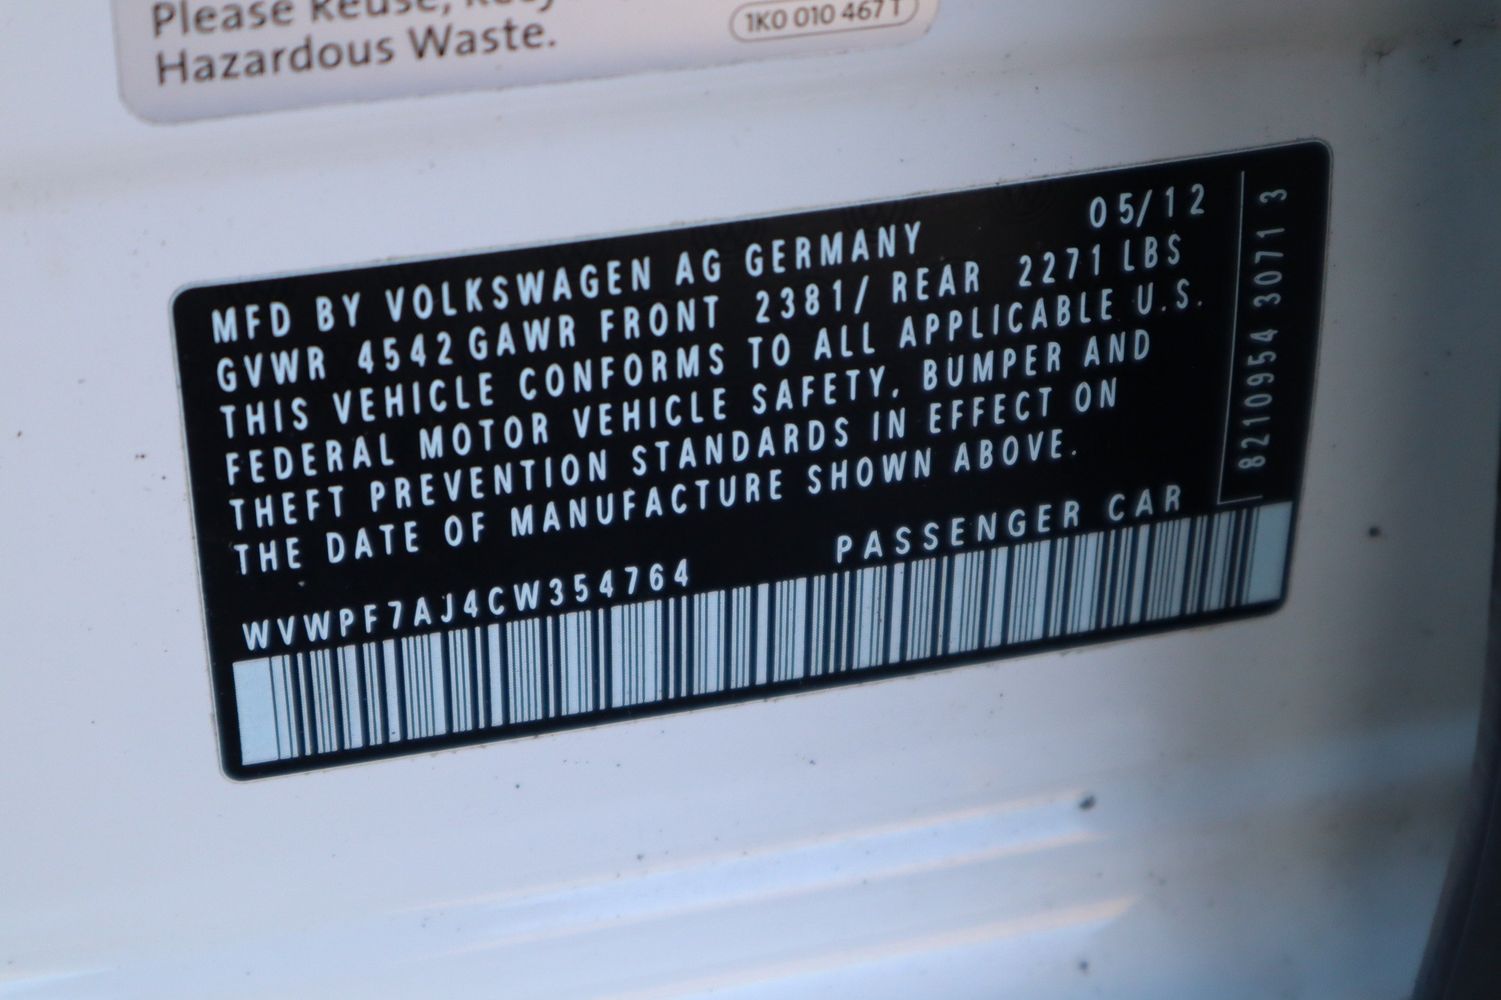 Please Reuse,
Hazardous Waste.
1K0 010 467 T
MFD BY VOLKSWAGEN AG GERMANY 05/12
GVWR 4542 GAWR FRONT 2381/ REAR 2271 LBS
THIS VEHICLE CONFORMS TO ALL APPLICABLE U.S.
FEDERAL MOTOR VEHICLE SAFETY, BUMPER AND
THEFT PREVENTION STANDARDS IN EFFECT ON
THE DATE OF MANUFACTURE SHOWN ABOVE.
WVWPF7AJ4CW354764 PASSENGER CAR
8210954 3071 3